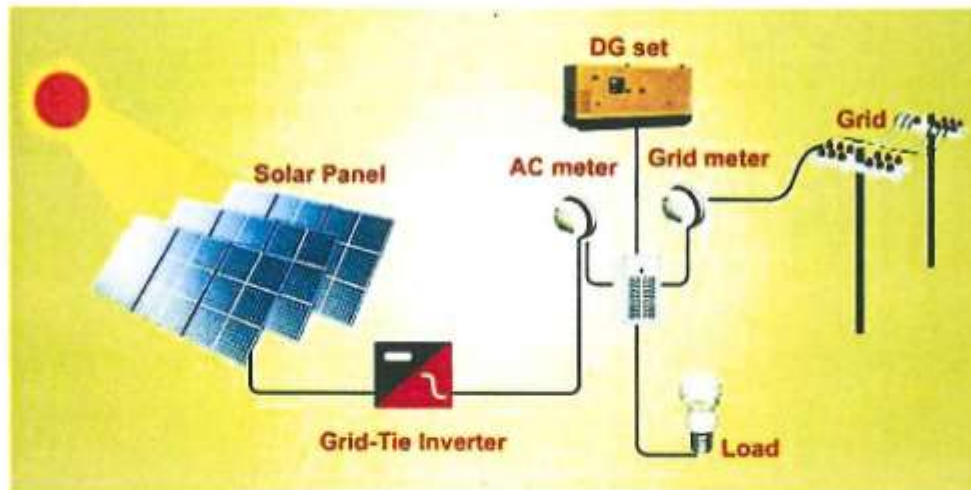 DG set
Grid
Solar Panel
AC meter
Grid meter
Grid-Tie Inverter
Load